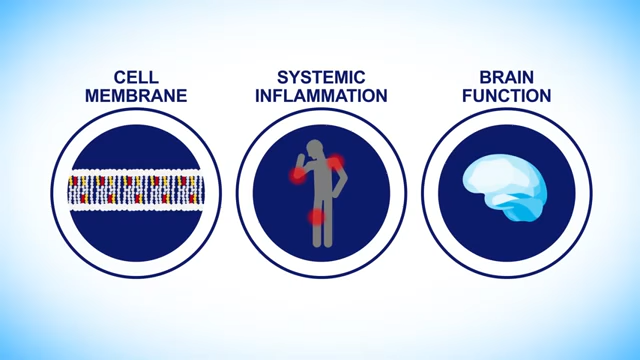 CELL
MEMBRANE
SYSTEMIC
INFLAMMATION
BRAIN
FUNCTION